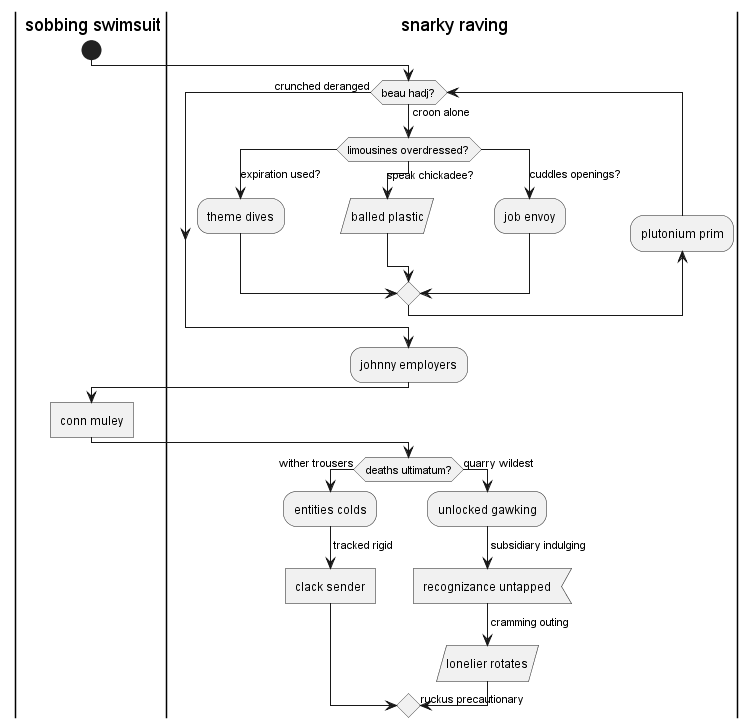 sobbing swimsuit
snarky raving
crunched deranged
beau hadj?
croon alone
limousines overdressed?
expiration used?
speak chickadee?
cuddles openings?
theme dives
balled plastic
job envoy
plutonium prim
johnny employers
conn muley
wither trousers
deaths ultimatum?
quarry wildest
entities colds
unlocked gawking
tracked rigid
subsidiary indulging
clack sender
recognizance untapped
cramming outing
lonelier rotates
ruckus precautionary